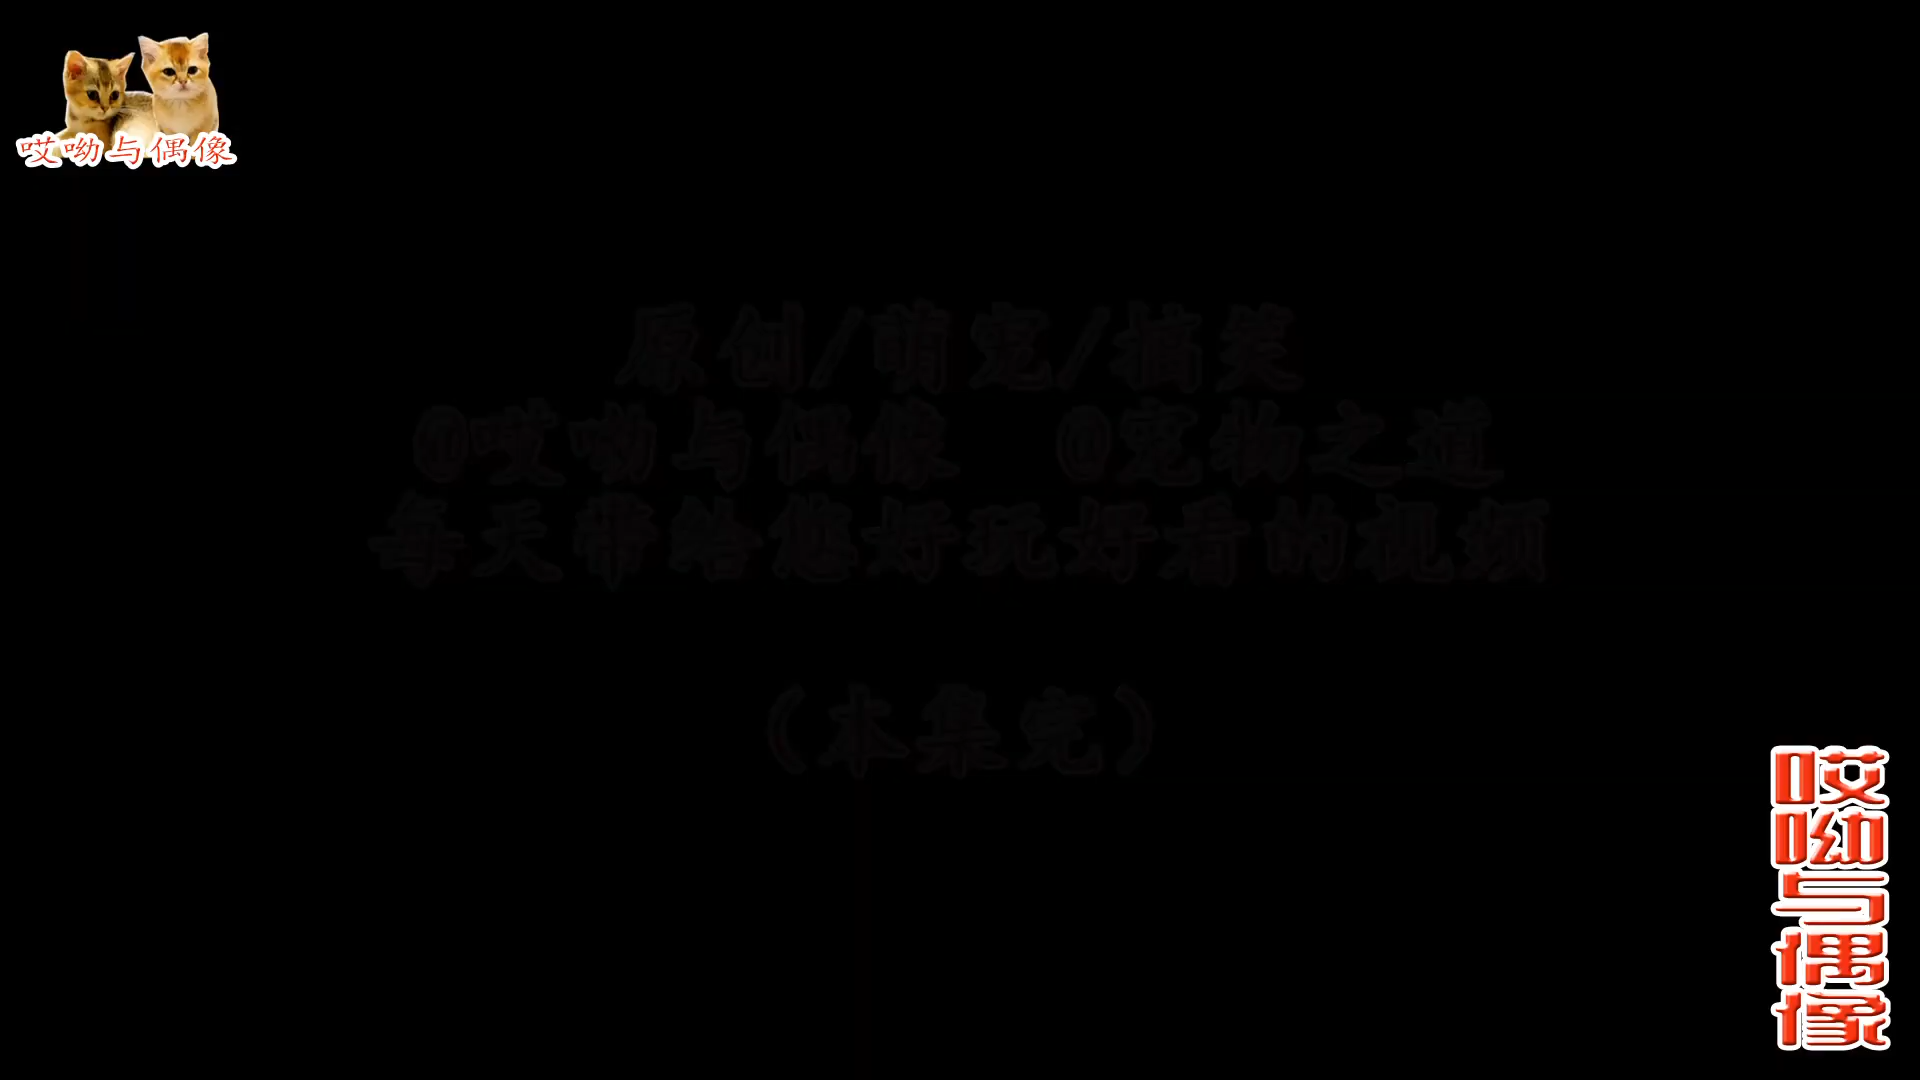 哎呦与偶像
原创/萌宠/搞笑
@哎呦与偶像 @宠物之道
每天带给您好玩好看的视频
(本集完)
哎呦与偶像